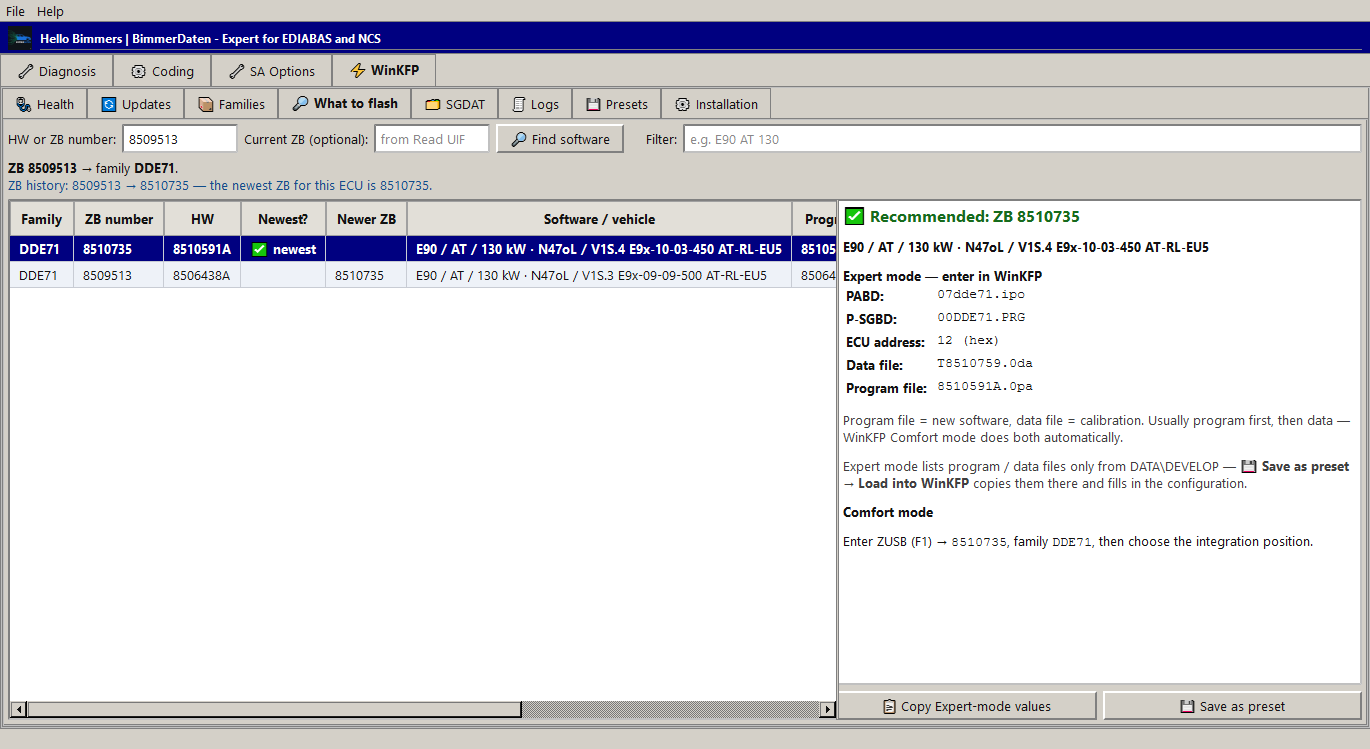 File Help
Hello Bimmers | BimmerDaten - Expert for EDIABAS and NCS
Diagnosis Coding SA Options WinKFP
Health Updates Families What to flash SGDAT Logs Presets Installation
HW or ZB number: 8509513 Current ZB (optional): from Read UIF Find software Filter: e.g. E90 AT 130
ZB 8509513 → family DDE71.
ZB history: 8509513 → 8510735 — the newest ZB for this ECU is 8510735.
Family ZB number HW Newest? Newer ZB Software / vehicle Progr
DDE71 8510735 8510591A newest E90 / AT / 130 kW · N47oL / V1S.4 E9x-10-03-450 AT-RL-EU5 85105
DDE71 8509513 8506438A 8510735 E90 / AT / 130 kW · N47oL / V1S.3 E9x-09-09-500 AT-RL-EU5 85064
Recommended: ZB 8510735
E90 / AT / 130 kW · N47oL / V1S.4 E9x-10-03-450 AT-RL-EU5
Expert mode — enter in WinKFP
PABD: 07dde71.ipo
P-SGBD: 00DDE71.PRG
ECU address: 12 (hex)
Data file: T8510759.0da
Program file: 8510591A.0pa
Program file = new software, data file = calibration. Usually program first, then data —
WinKFP Comfort mode does both automatically.
Expert mode lists program / data files only from DATA\DEVELOP — Save as preset
→ Load into WinKFP copies them there and fills in the configuration.
Comfort mode
Enter ZUSB (F1) → 8510735, family DDE71, then choose the integration position.
Copy Expert-mode values Save as preset